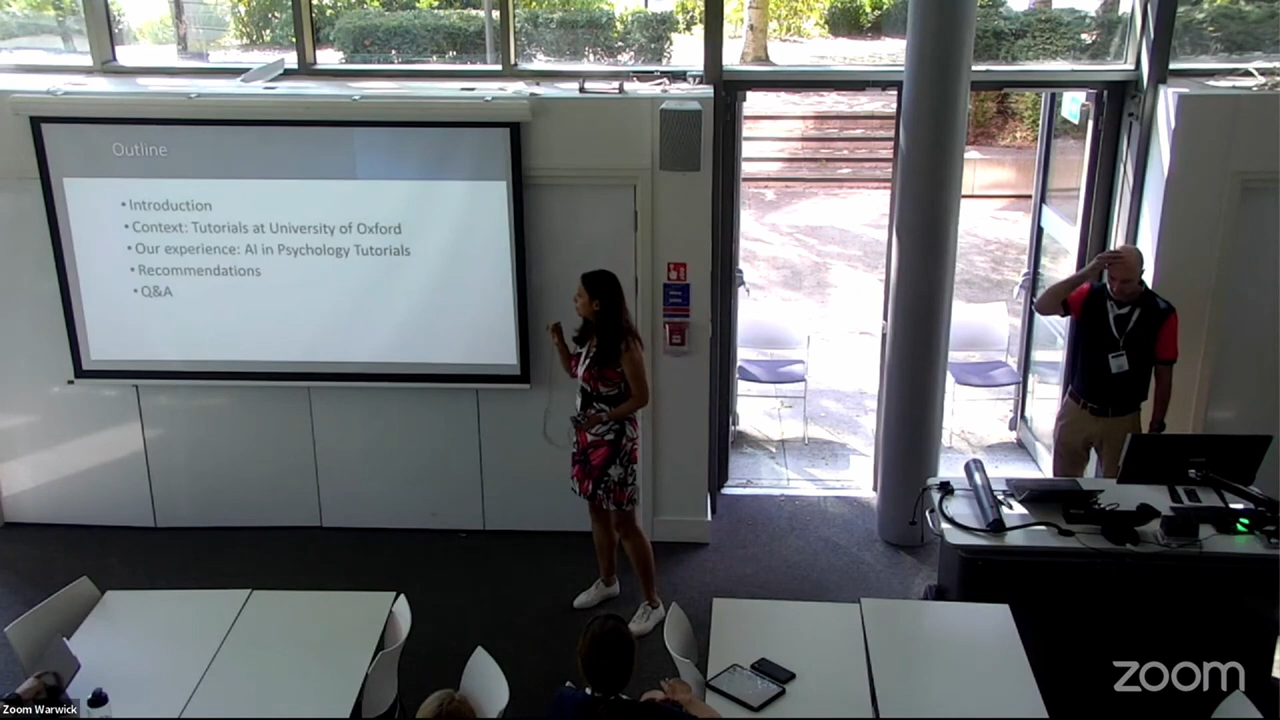 Outline
• Introduction
• Context: Tutorials at University of Oxford
• Our experience: AI in Psychology Tutorials
• Recommendations
• Q&A
zoom
Zoom Warwick